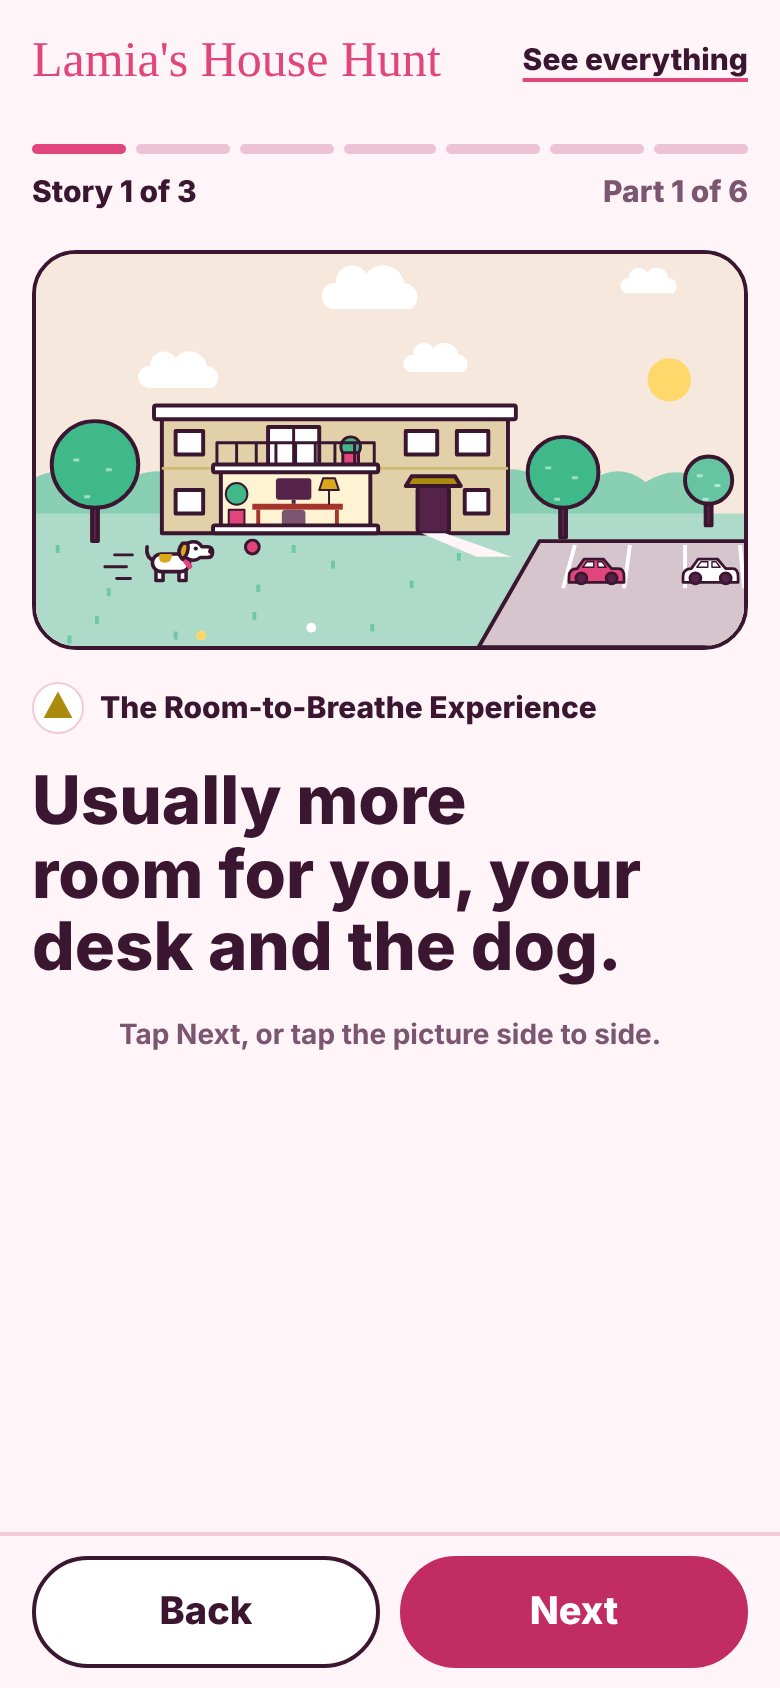 Lamia's House Hunt
See everything
Story 1 of 3
Part 1 of 6
The Room-to-Breathe Experience
Usually more
room for you, your
desk and the dog.
Tap Next, or tap the picture side to side.
Back
Next